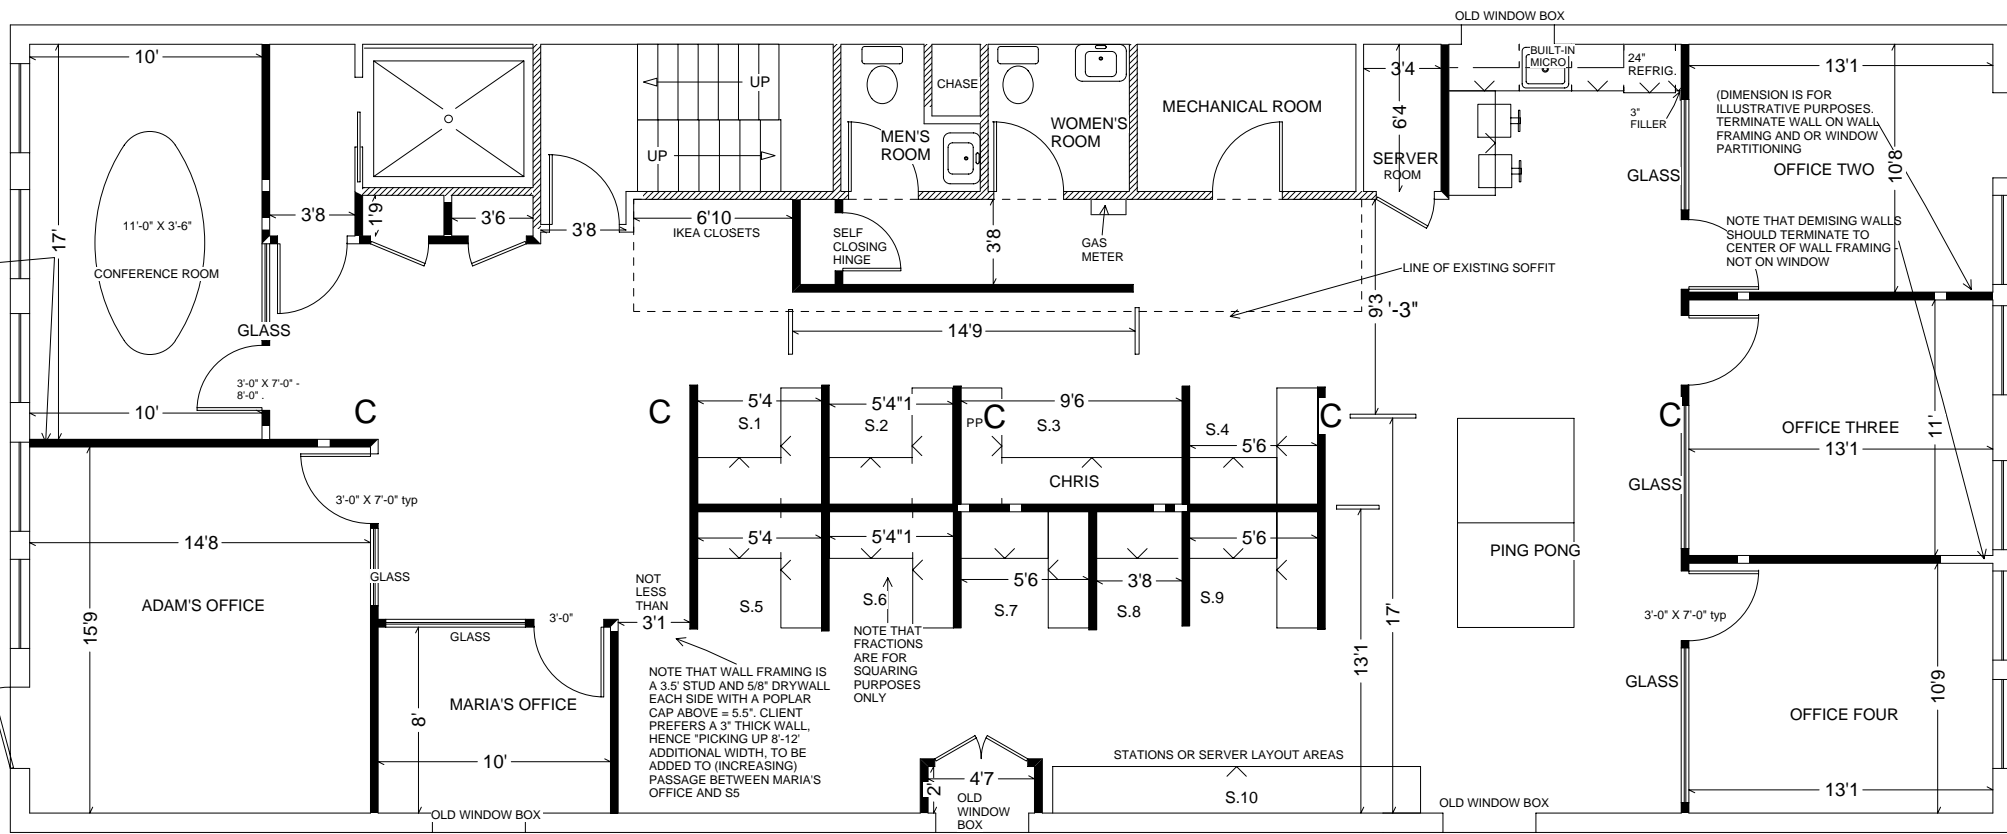 OLD WINDOW BOX
10'
17'
11'-0" X 3'-6"
CONFERENCE ROOM
GLASS
3'-0" X 7'-0" -
8'-0" .
10'
C
3'8
1'9
3'6
3'8
UP
UP
6'10
IKEA CLOSETS
MEN'S
ROOM
CHASE
WOMEN'S
ROOM
SELF
CLOSING
HINGE
3'8
GAS
METER
MECHANICAL ROOM
3'4
6'4
SERVER
ROOM
LINE OF EXISTING SOFFIT
9'3
'-3"
14'9
BUILT-IN
MICRO
24"
REFRIG.
3"
FILLER
GLASS
13'1
(DIMENSION IS FOR
ILLUSTRATIVE PURPOSES.
TERMINATE WALL ON WALL
FRAMING AND OR WINDOW
PARTITIONING
OFFICE TWO
10'8
NOTE THAT DEMISING WALLS
SHOULD TERMINATE TO
CENTER OF WALL FRAMING -
NOT ON WINDOW
C
5'4
S.1
5'4"1
S.2
PP
C
9'6
S.3
CHRIS
S.4
5'6
C
C
OFFICE THREE
13'1
11'
GLASS
PING PONG
3'-0" X 7'-0" typ
14'8
ADAM'S OFFICE
15'9
GLASS
GLASS
3'-0"
NOT
LESS
THAN
3'1
5'4
S.5
5'4"1
S.6
NOTE THAT
FRACTIONS
ARE FOR
SQUARING
PURPOSES
ONLY
5'6
S.7
3'8
S.8
5'6
S.9
13'1
17'
3'-0" X 7'-0" typ
GLASS
OFFICE FOUR
10'9
13'1
MARIA'S OFFICE
8'
10'
NOTE THAT WALL FRAMING IS
A 3.5' STUD AND 5/8" DRYWALL
EACH SIDE WITH A POPLAR
CAP ABOVE = 5.5". CLIENT
PREFERS A 3" THICK WALL,
HENCE "PICKING UP 8'-12'
ADDITIONAL WIDTH, TO BE
ADDED TO (INCREASING)
PASSAGE BETWEEN MARIA'S
OFFICE AND S5
OLD WINDOW BOX
2'
4'7
OLD
WINDOW
BOX
STATIONS OR SERVER LAYOUT AREAS
S.10
OLD WINDOW BOX